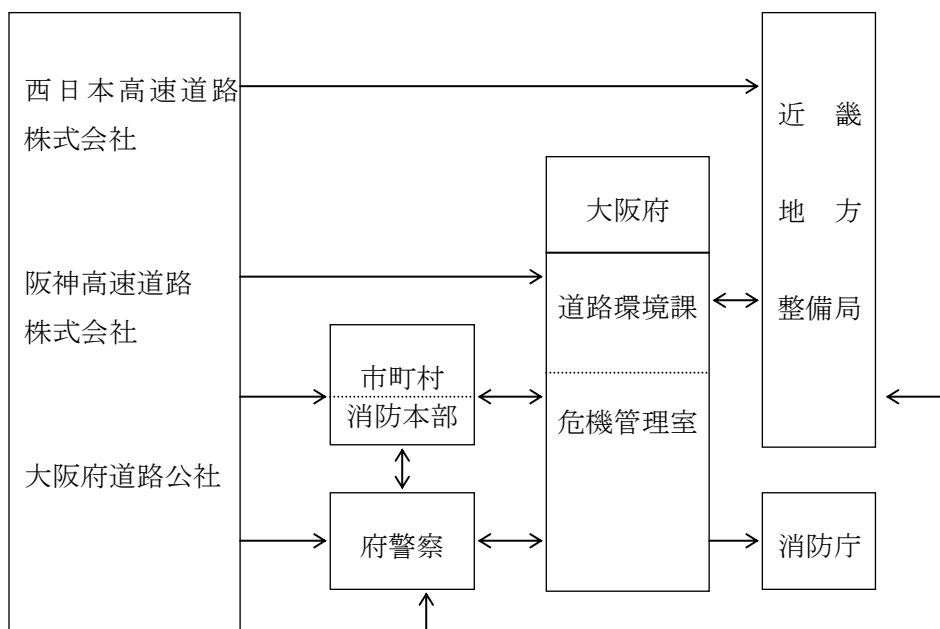 西日本高速道路
株式会社
阪神高速道路
株式会社
大阪府道路公社
市町村
消防本部
府警察
大阪府
道路環境課
危機管理室
近畿
地方
整備局
消防庁